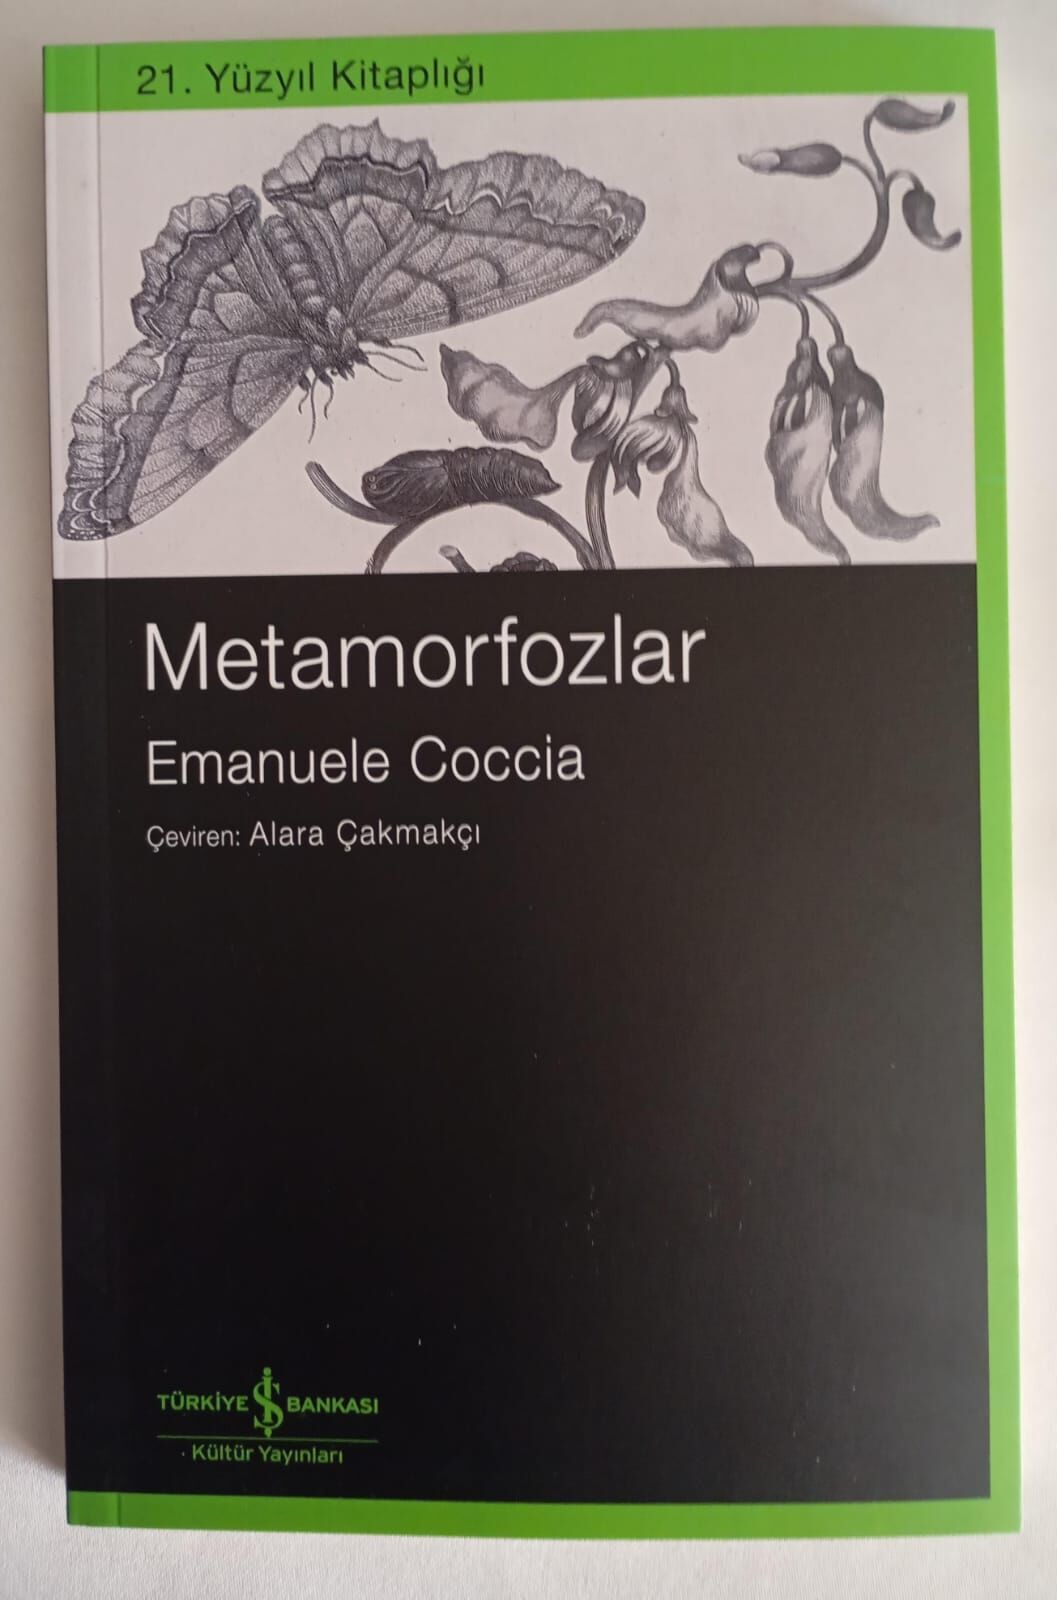 21. Yüzyıl Kitaplığı
Metamorfozlar
Emanuele Coccia
Çeviren: Alara Çakmakçı
TÜRKİYE İŞ BANKASI
Kültür Yayınları